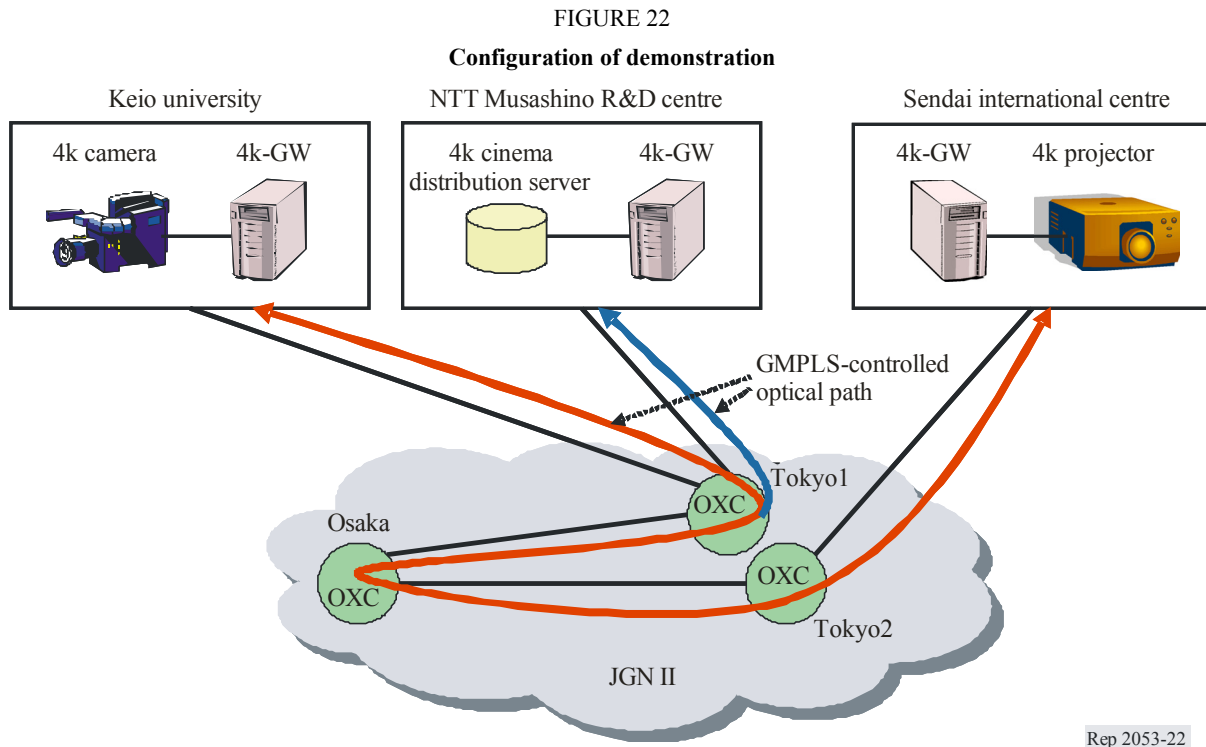 FIGURE 22
Configuration of demonstration
Keio university
NTT Musashino R&D centre
Sendai international centre
4k camera
4k-GW
4k cinema
distribution server
4k-GW
4k-GW
4k projector
GMPLS-controlled
optical path
Tokyo1
OXC
Osaka
OXC
OXC
Tokyo2
JGN II
Rep 2053-22